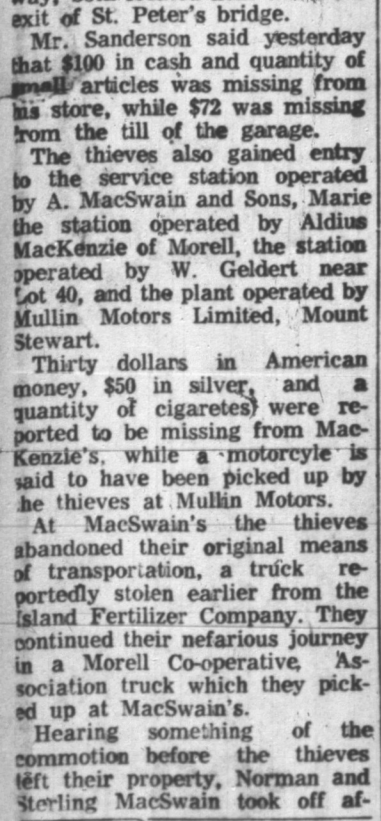 exit of St. Peter's bridge.
Mr. Sanderson said yesterday
that $100 in cash and quantity of
small articles was missing from
his store, while $72 was missing
from the till of the garage.
The thieves also gained entry
to the service station operated
by A. MacSwain and Sons, Marie
the station operated by Aldius
MacKenzie of Morell, the station
operated by W. Geldert near
Lot 40, and the plant operated by
Mullin Motors Limited, Mount
Stewart.
Thirty dollars in American
money, $50 in silver, and a
quantity of cigaretes) were re-
ported to be missing from Mac-
Kenzie's, while a motorcyle is
said to have been picked up by
he thieves at Mullin Motors.
At MacSwain's the thieves
abandoned their original means
of transportation, a truck re-
portedly stolen earlier from the
Island Fertilizer Company. They
continued their nefarious journey
in a Morell Co-operative, As-
sociation truck which they pick-
ed up at MacSwain's.
Hearing something of the
commotion before the thieves
left their property, Norman and
Sterling MacSwain took off af-